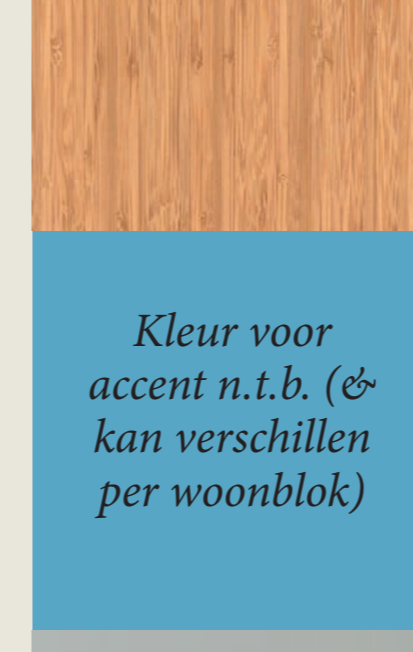 Kleur voor
accent n.t.b. (&
kan verschillen
per woonblok)